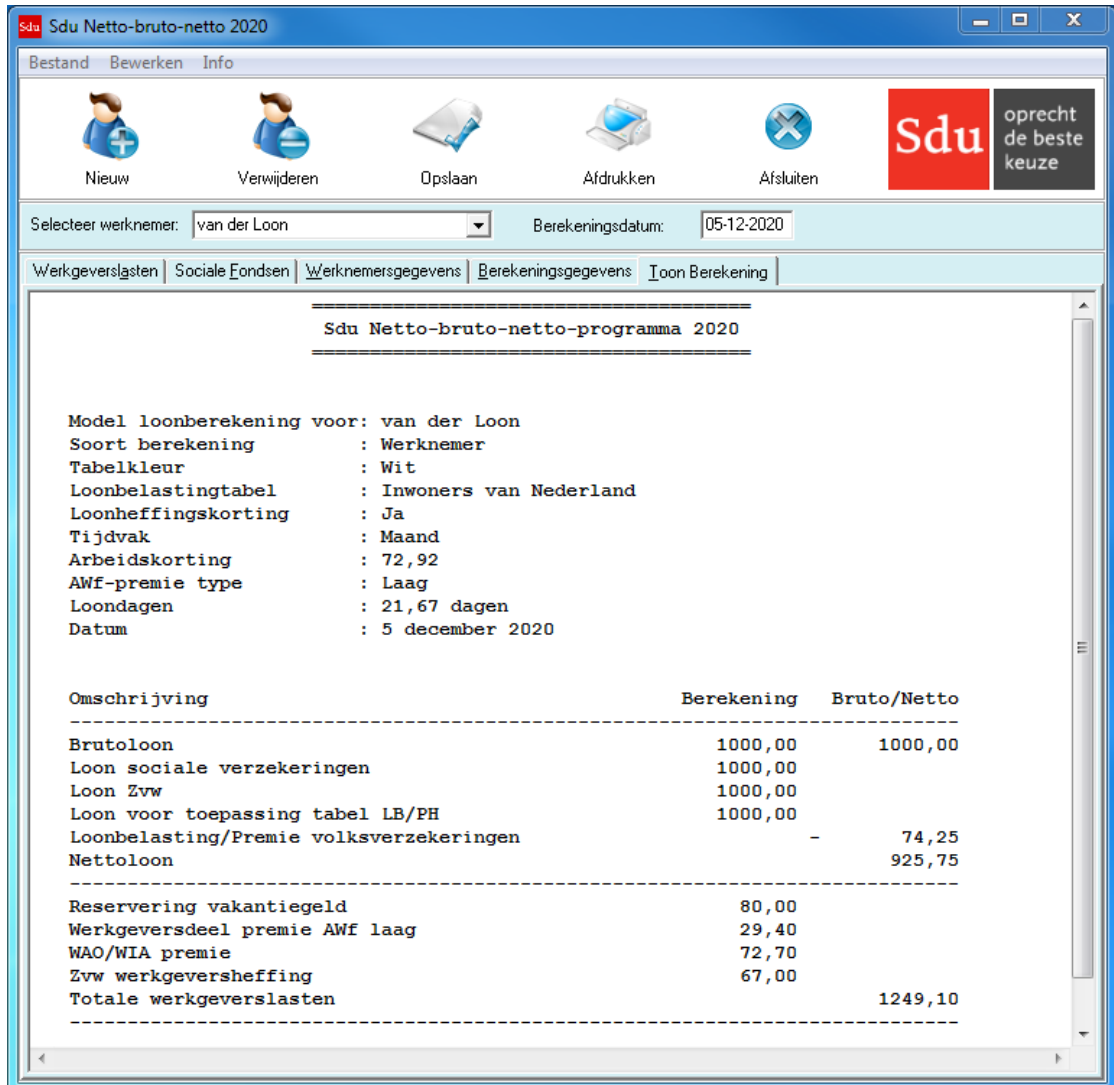 Sdu Sdu Netto-bruto-netto 2020
Bestand Bewerken Info
Nieuw Verwijderen Opslaan Afdrukken Afsluiten
Sdu
oprecht
de beste
keuze
Selecteer werknemer: van der Loon Berekeningsdatum: 05-12-2020
Werkgeverslasten Sociale Fondsen Werknemersgegevens Berekeningsgegevens Toon Berekening
======================================
Sdu Netto-bruto-netto-programma 2020
======================================
Model loonberekening voor: van der Loon
Soort berekening : Werknemer
Tabelkleur : Wit
Loonbelastingtabel : Inwoners van Nederland
Loonheffingskorting : Ja
Tijdvak : Maand
Arbeidskorting : 72,92
AWf-premie type : Laag
Loondagen : 21,67 dagen
Datum : 5 december 2020
Omschrijving Berekening Bruto/Netto
-----------------------------------------------------------------------------
Brutoloon 1000,00 1000,00
Loon sociale verzekeringen 1000,00
Loon Zvw 1000,00
Loon voor toepassing tabel LB/PH 1000,00
Loonbelasting/Premie volksverzekeringen - 74,25
Nettoloon 925,75
-----------------------------------------------------------------------------
Reservering vakantiegeld 80,00
Werkgeversdeel premie AWf laag 29,40
WAO/WIA premie 72,70
Zvw werkgeversheffing 67,00
Totale werkgeverslasten 1249,10
-----------------------------------------------------------------------------